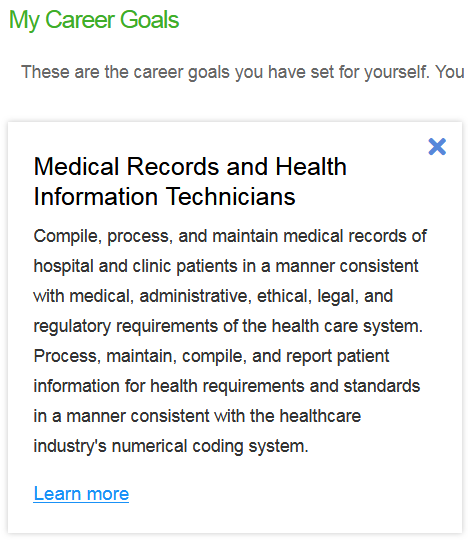 My Career Goals
These are the career goals you have set for yourself. You
Medical Records and Health
Information Technicians
Compile, process, and maintain medical records of
hospital and clinic patients in a manner consistent
with medical, administrative, ethical, legal, and
regulatory requirements of the health care system.
Process, maintain, compile, and report patient
information for health requirements and standards
in a manner consistent with the healthcare
industry's numerical coding system.
Learn more